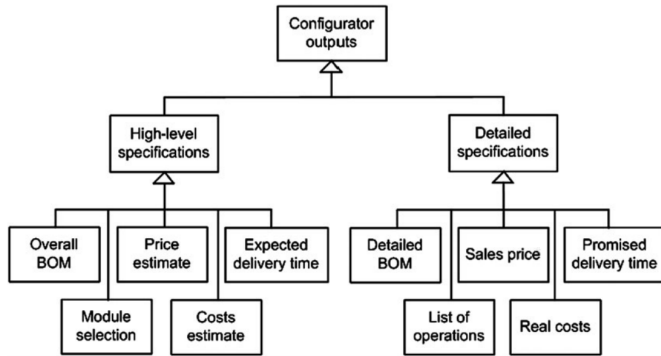 Configurator
outputs
High-level
specifications
Detailed
specifications
Overall
BOM
Price
estimate
Expected
delivery time
Detailed
BOM
Sales price
Promised
delivery time
Module
selection
Costs
estimate
List of
operations
Real costs